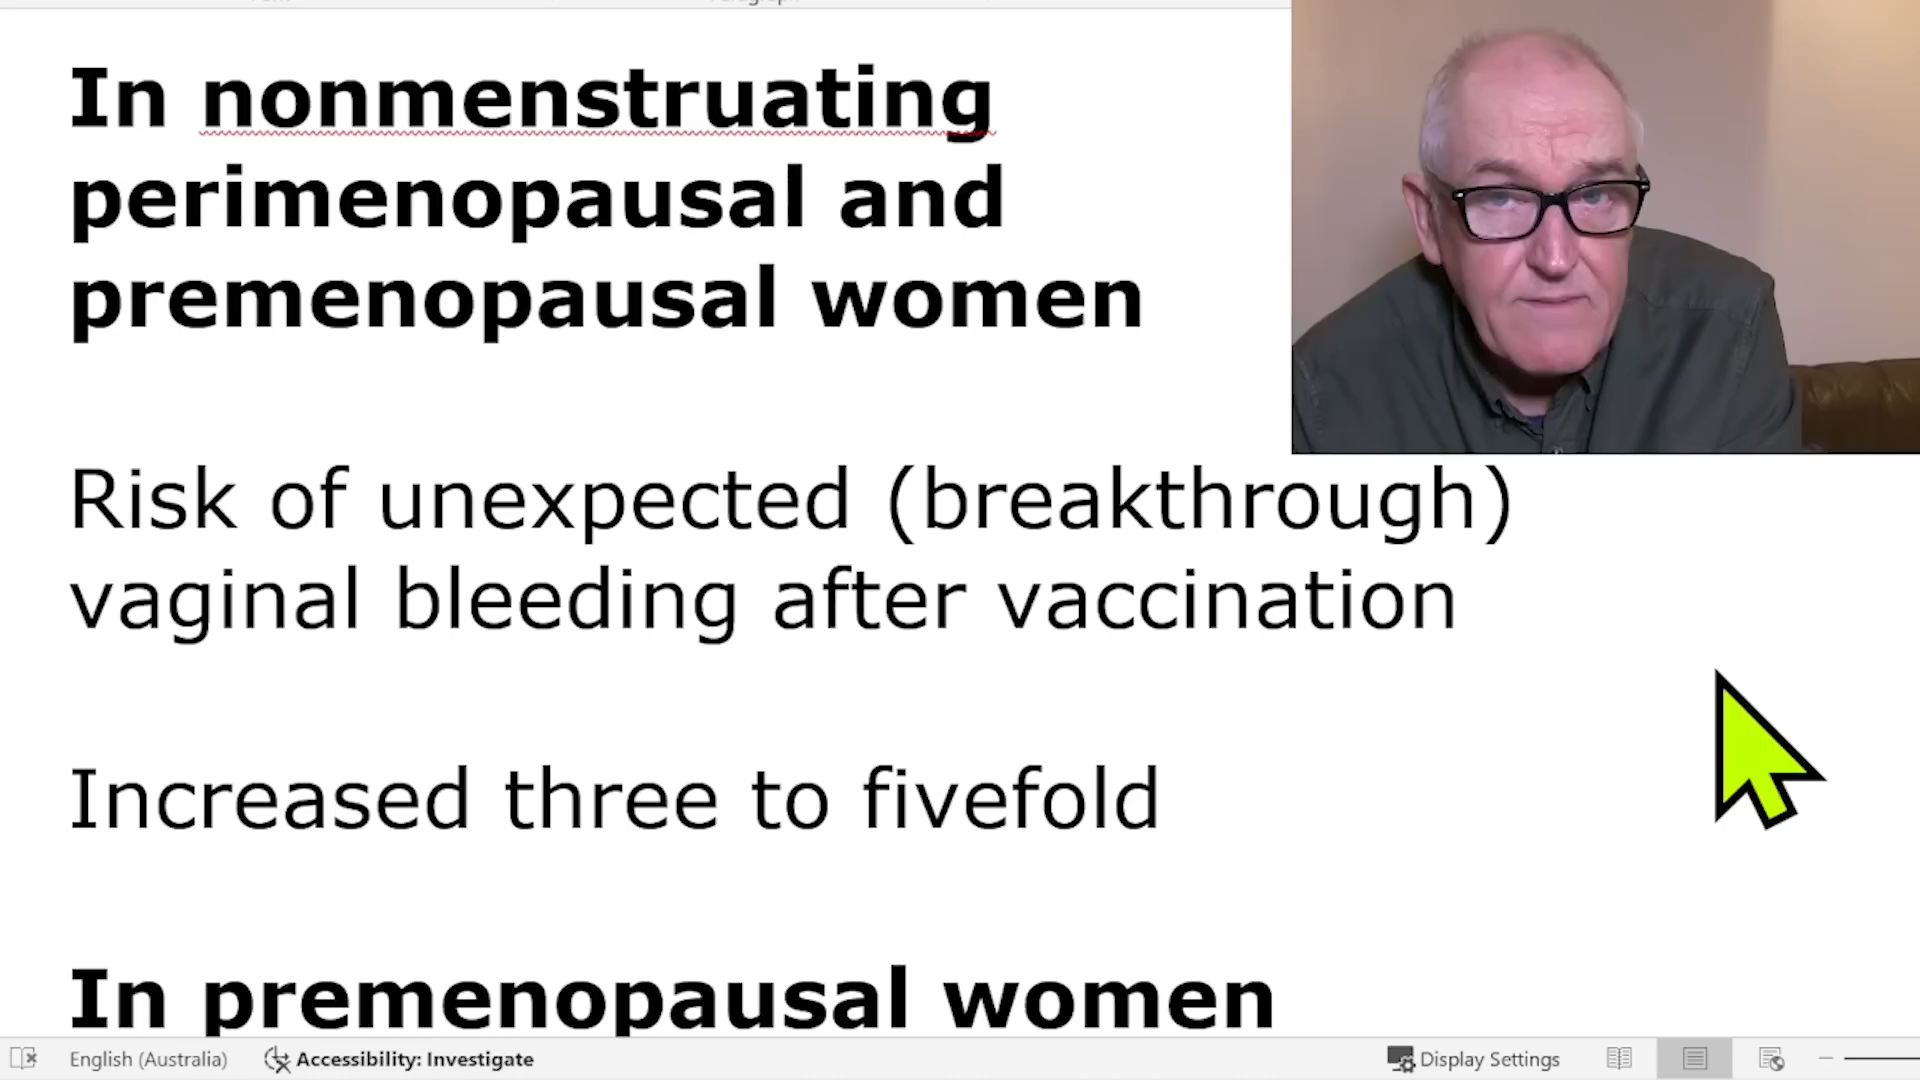 In nonmenstruating
perimenopausal and
premenopausal women
Risk of unexpected (breakthrough)
vaginal bleeding after vaccination
Increased three to fivefold
In premenopausal women
English (Australia)
Accessibility: Investigate
Display Settings